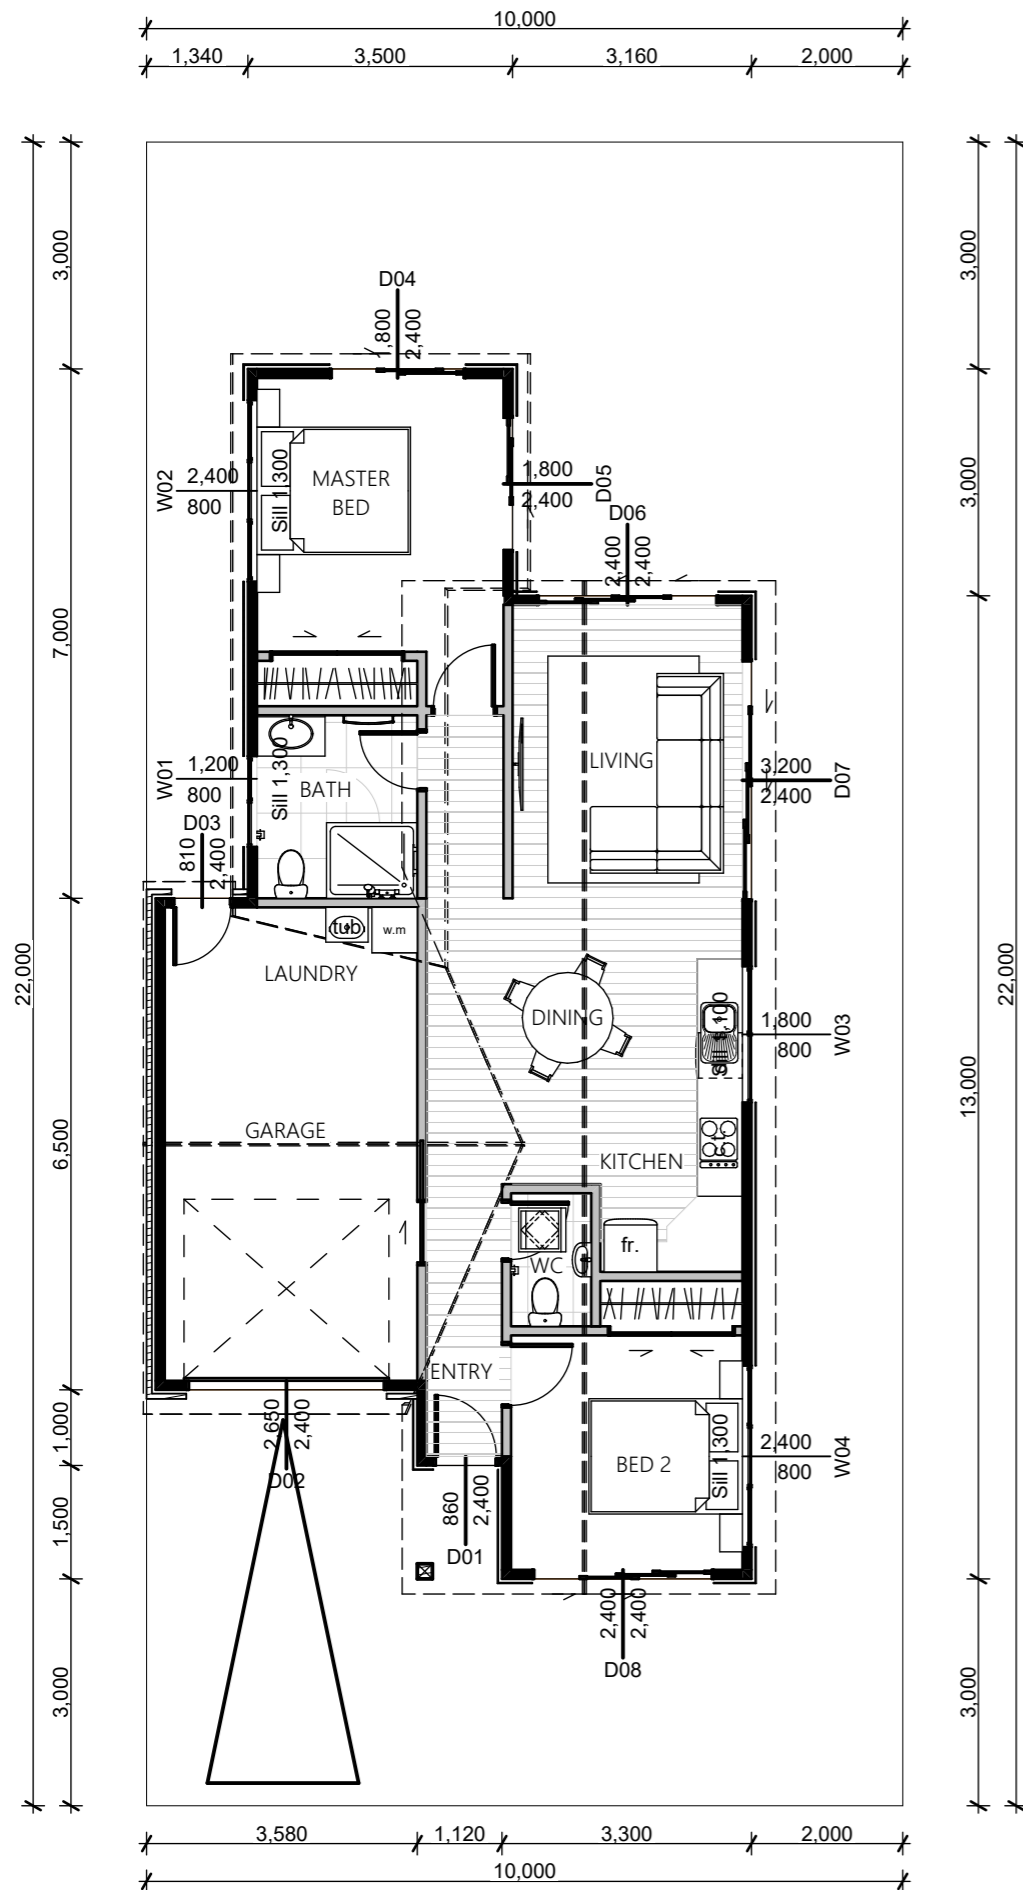 10,000
1,340 3,500 3,160 2,000
3,000
3,000
D04
1,800
2,400
W02 2,400
800
Sill 1,300
MASTER
BED
1,800
2,400
D05
3,000
D06
2,400
2,400
7,000
W01 1,200
800
Sill 1,300
BATH
LIVING
3,200
2,400
D07
D03
810
2,400
tub
w.m
LAUNDRY
22,000
22,000
DINING
1,800
800
W03
13,000
6,500
GARAGE
KITCHEN
fr.
WC
ENTRY
1,000
2,650
2,400
D02
BED 2
Sill 1,300
2,400
800
W04
860
2,400
D01
1,500
2,400
2,400
D08
3,000
3,000
3,580 1,120 3,300 2,000
10,000